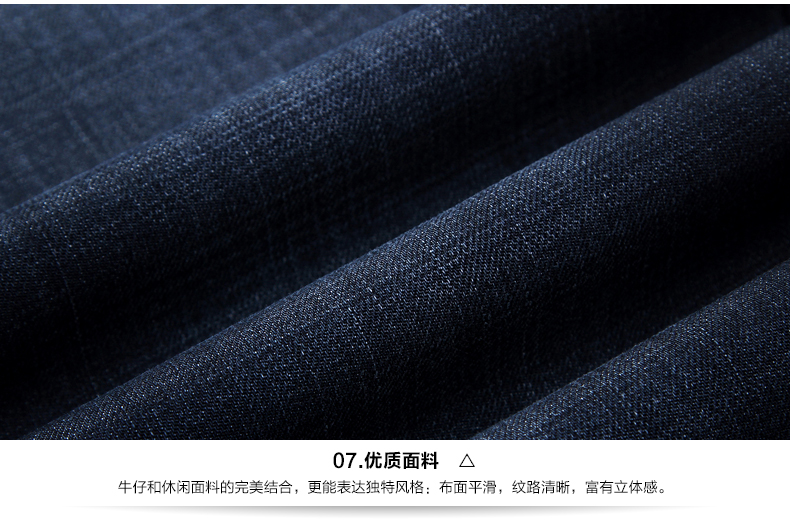 07.优质面料 △
牛仔和休闲面料的完美结合，更能表达独特风格；布面平滑，纹路清晰，富有立体感。